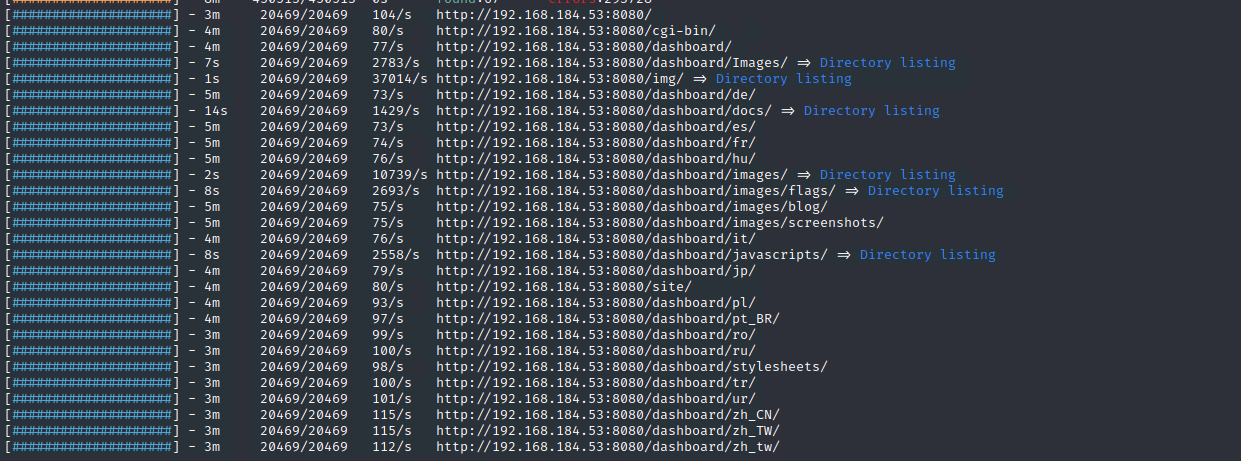 [####################] - 3m 20469/20469 104/s http://192.168.184.53:8080/
[####################] - 4m 20469/20469 80/s http://192.168.184.53:8080/cgi-bin/
[####################] - 4m 20469/20469 77/s http://192.168.184.53:8080/dashboard/
[####################] - 7s 20469/20469 2783/s http://192.168.184.53:8080/dashboard/Images/ => Directory listing
[####################] - 1s 20469/20469 37014/s http://192.168.184.53:8080/img/ => Directory listing
[####################] - 5m 20469/20469 73/s http://192.168.184.53:8080/dashboard/de/
[####################] - 14s 20469/20469 1429/s http://192.168.184.53:8080/dashboard/docs/ => Directory listing
[####################] - 5m 20469/20469 73/s http://192.168.184.53:8080/dashboard/es/
[####################] - 5m 20469/20469 74/s http://192.168.184.53:8080/dashboard/fr/
[####################] - 5m 20469/20469 76/s http://192.168.184.53:8080/dashboard/hu/
[####################] - 2s 20469/20469 10739/s http://192.168.184.53:8080/dashboard/images/ => Directory listing
[####################] - 8s 20469/20469 2693/s http://192.168.184.53:8080/dashboard/images/flags/ => Directory listing
[####################] - 5m 20469/20469 75/s http://192.168.184.53:8080/dashboard/images/blog/
[####################] - 5m 20469/20469 75/s http://192.168.184.53:8080/dashboard/images/screenshots/
[####################] - 4m 20469/20469 76/s http://192.168.184.53:8080/dashboard/it/
[####################] - 8s 20469/20469 2558/s http://192.168.184.53:8080/dashboard/javascripts/ => Directory listing
[####################] - 4m 20469/20469 79/s http://192.168.184.53:8080/dashboard/jp/
[####################] - 4m 20469/20469 80/s http://192.168.184.53:8080/site/
[####################] - 4m 20469/20469 93/s http://192.168.184.53:8080/dashboard/pl/
[####################] - 4m 20469/20469 97/s http://192.168.184.53:8080/dashboard/pt_BR/
[####################] - 3m 20469/20469 99/s http://192.168.184.53:8080/dashboard/ro/
[####################] - 3m 20469/20469 100/s http://192.168.184.53:8080/dashboard/ru/
[####################] - 3m 20469/20469 98/s http://192.168.184.53:8080/dashboard/stylesheets/
[####################] - 3m 20469/20469 100/s http://192.168.184.53:8080/dashboard/tr/
[####################] - 3m 20469/20469 101/s http://192.168.184.53:8080/dashboard/ur/
[####################] - 3m 20469/20469 115/s http://192.168.184.53:8080/dashboard/zh_CN/
[####################] - 3m 20469/20469 115/s http://192.168.184.53:8080/dashboard/zh_TW/
[####################] - 3m 20469/20469 112/s http://192.168.184.53:8080/dashboard/zh_tw/